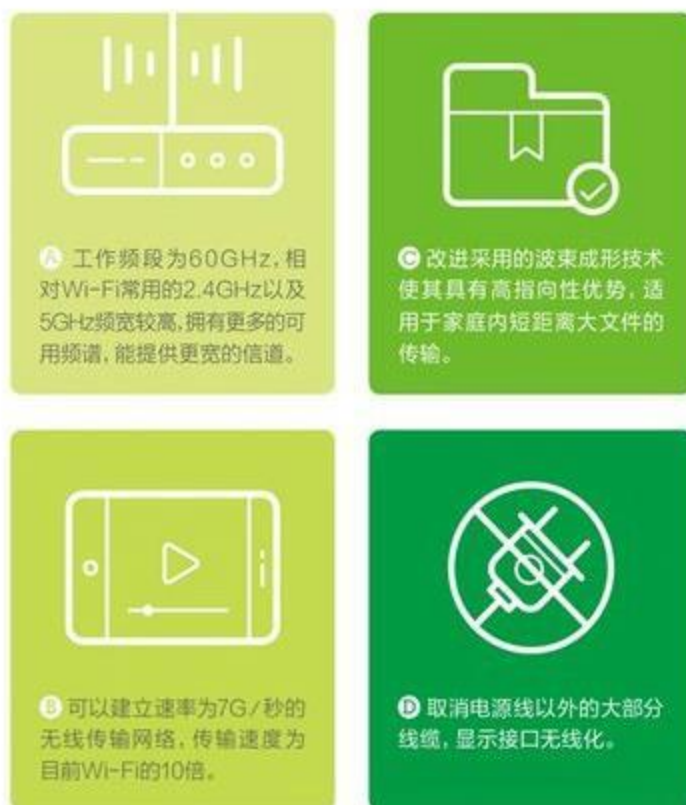 A 工作频段为60GHz，相
对Wi-Fi常用的2.4GHz以及
5GHz频宽较高，拥有更多的可
用频谱，能提供更宽的信道。
B 可以建立速率为7G/秒的
无线传输网络，传输速度为
目前Wi-Fi的10倍。
C 改进采用的波束成形技术
使其具有高指向性优势，适
用于家庭内短距离大文件的
传输。
D 取消电源线以外的大部分
线缆，显示接口无线化。